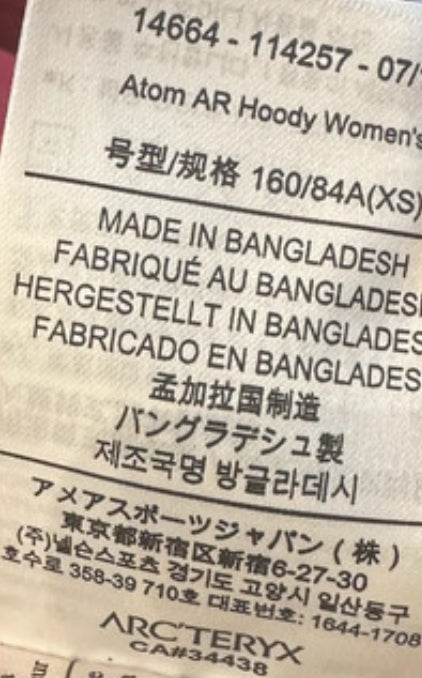 14664 - 114257 - 07/
Atom AR Hoody Women's
号型/规格 160/84A(XS)
MADE IN BANGLADESH
FABRIQUÉ AU BANGLADESH
HERGESTELLT IN BANGLADES
FABRICADO EN BANGLADES
孟加拉国制造
バングラデシュ製
제조국명 방글라데시
アメアスポーツジャパン(株)
東京都新宿区新宿6-27-30
(주)넬슨스포츠 경기도 고양시 일산동구
호수로 358-39 710호 대표번호: 1644-1708
ARC'TERYX
CA#34438